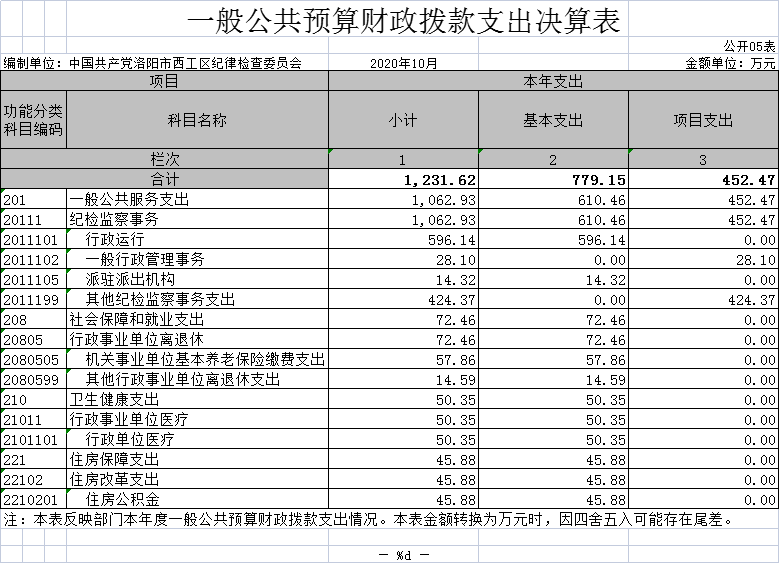 一般公共预算财政拨款支出决算表
公开05表
编制单位：中国共产党洛阳市西工区纪律检查委员会 2020年10月 金额单位：万元
项目 本年支出
功能分类科目编码 科目名称 小计 基本支出 项目支出
栏次 1 2 3
合计 1,231.62 779.15 452.47
201 一般公共服务支出 1,062.93 610.46 452.47
20111 纪检监察事务 1,062.93 610.46 452.47
2011101 行政运行 596.14 596.14 0.00
2011102 一般行政管理事务 28.10 0.00 28.10
2011105 派驻派出机构 14.32 14.32 0.00
2011199 其他纪检监察事务支出 424.37 0.00 424.37
208 社会保障和就业支出 72.46 72.46 0.00
20805 行政事业单位离退休 72.46 72.46 0.00
2080505 机关事业单位基本养老保险缴费支出 57.86 57.86 0.00
2080599 其他行政事业单位离退休支出 14.59 14.59 0.00
210 卫生健康支出 50.35 50.35 0.00
21011 行政事业单位医疗 50.35 50.35 0.00
2101101 行政单位医疗 50.35 50.35 0.00
221 住房保障支出 45.88 45.88 0.00
22102 住房改革支出 45.88 45.88 0.00
2210201 住房公积金 45.88 45.88 0.00
注：本表反映部门本年度一般公共预算财政拨款支出情况。本表金额转换为万元时，因四舍五入可能存在尾差。
— %d —